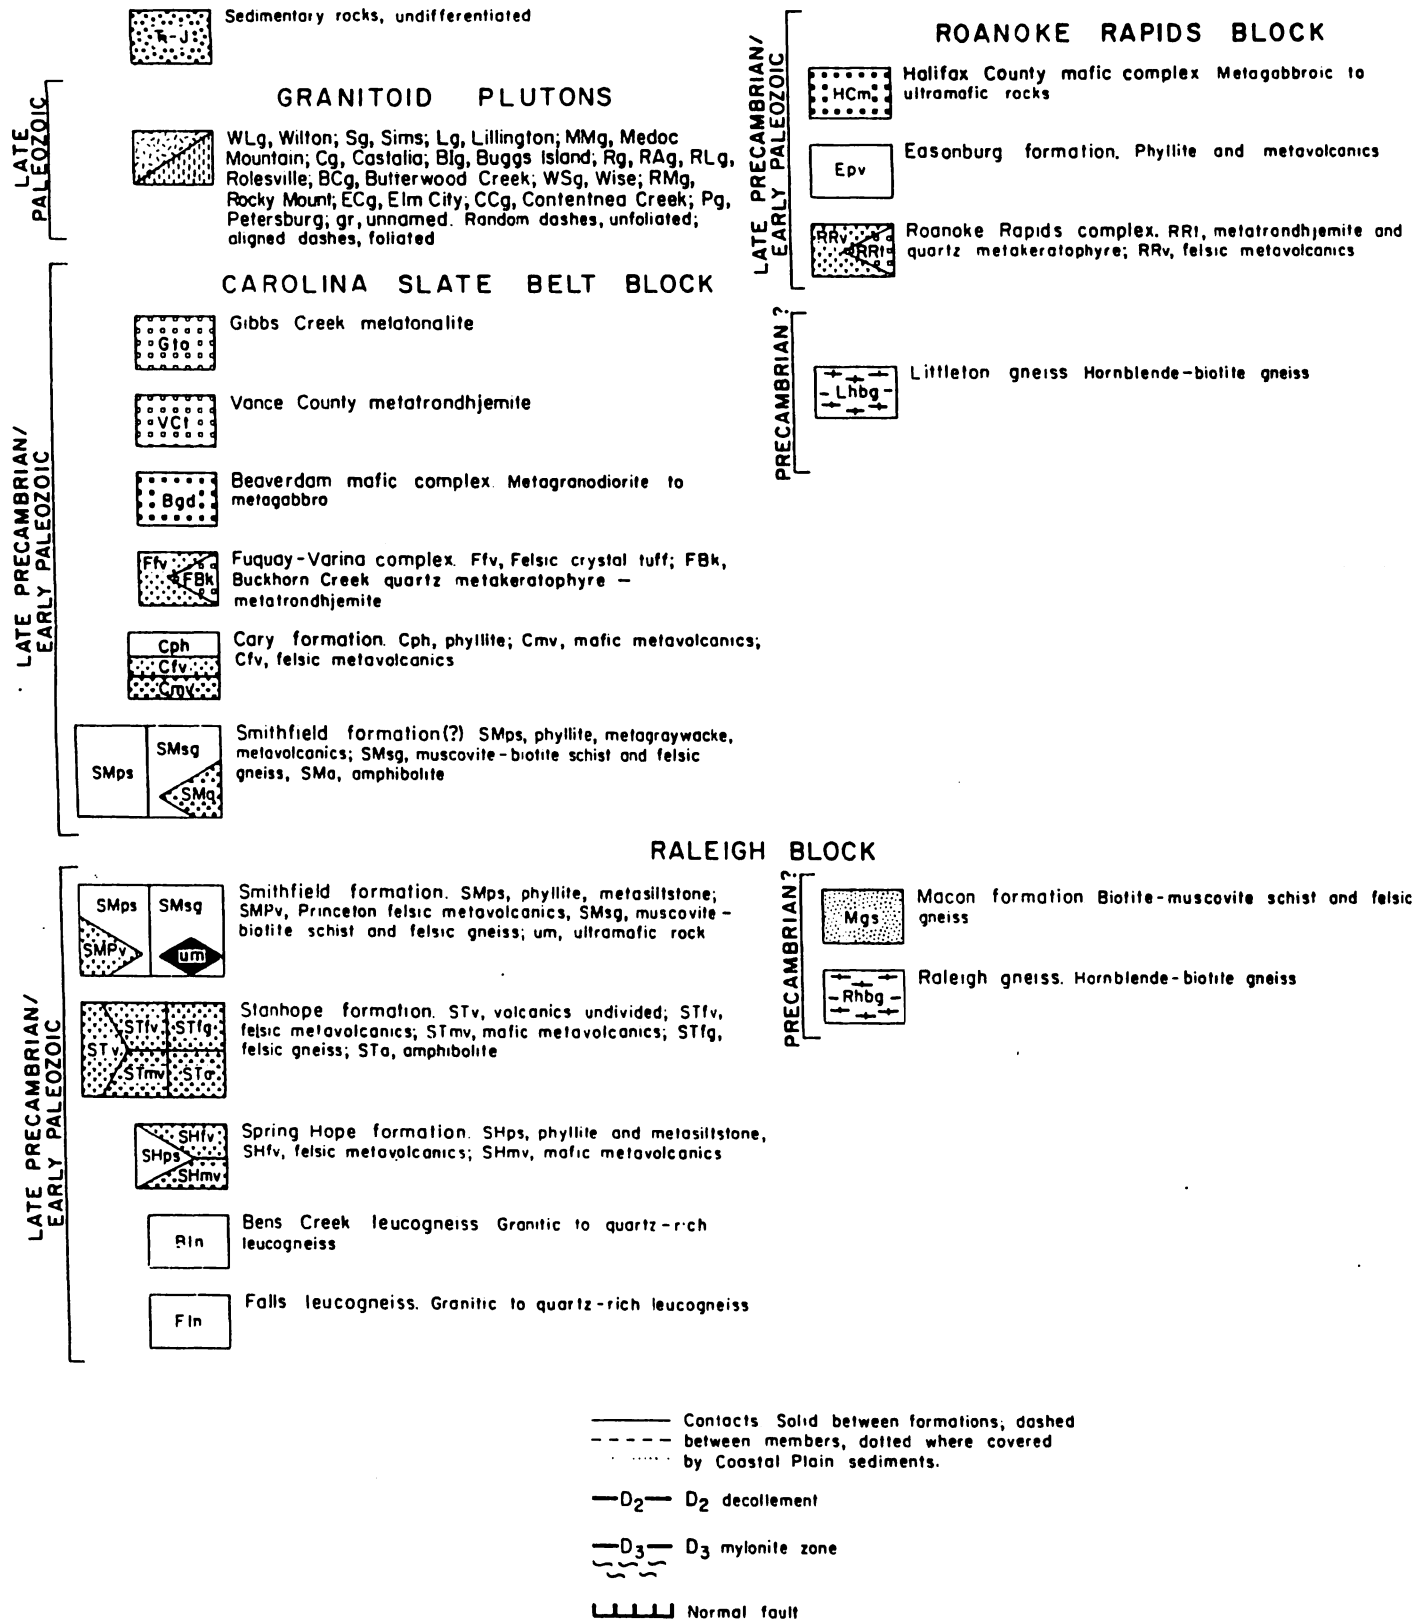 Ƭ-J
Sedimentary rocks, undifferentiated
LATE
PALEOZOIC
GRANITOID PLUTONS
WLg, Wilton; Sg, Sims; Lg, Lillington; MMg, Medoc
Mountain; Cg, Castalia; BIg, Buggs Island; Rg, RAg, RLg,
Rolesville; BCg, Butterwood Creek; WSg, Wise; RMg,
Rocky Mount; ECg, Elm City; CCg, Contentnea Creek; Pg,
Petersburg; gr, unnamed. Random dashes, unfoliated;
aligned dashes, foliated
LATE PRECAMBRIAN/
EARLY PALEOZOIC
CAROLINA SLATE BELT BLOCK
Gto
Gibbs Creek metatonalite
VCt
Vance County metatrondhjemite
Bgd
Beaverdam mafic complex. Metagranodiorite to
metagabbro
Ffv
FBk
Fuquay-Varina complex. Ffv, Felsic crystal tuff; FBk,
Buckhorn Creek quartz metakeratophyre –
metatrondhjemite
Cph
Cfv
Cmv
Cary formation. Cph, phyllite; Cmv, mafic metavolcanics;
Cfv, felsic metavolcanics
SMps
SMsg
SMa
Smithfield formation(?) SMps, phyllite, metagraywacke,
metavolcanics; SMsg, muscovite-biotite schist and felsic
gneiss, SMa, amphibolite
LATE PRECAMBRIAN/
EARLY PALEOZOIC
ROANOKE RAPIDS BLOCK
HCm
Halifax County mafic complex Metagabbroic to
ultramafic rocks
Epv
Easonburg formation. Phyllite and metavolcanics
RRv
RRt
Roanoke Rapids complex. RRt, metatrandhjemite and
quartz metakeratophyre; RRv, felsic metavolcanics
PRECAMBRIAN ?
Lhbg
Littleton gneiss Hornblende-biotite gneiss
RALEIGH BLOCK
LATE PRECAMBRIAN/
EARLY PALEOZOIC
SMps
SMsg
SMPv
um
Smithfield formation. SMps, phyllite, metasiltstone;
SMPv, Princeton felsic metavolcanics, SMsg, muscovite-
biotite schist and felsic gneiss; um, ultramafic rock
STfv
STfg
STv
STmv
STa
Stanhope formation. STv, volcanics undivided; STfv,
felsic metavolcanics; STmv, mafic metavolcanics; STfg,
felsic gneiss; STa, amphibolite
SHfv
SHps
SHmv
Spring Hope formation. SHps, phyllite and metasiltstone,
SHfv, felsic metavolcanics; SHmv, mafic metavolcanics
Bln
Bens Creek leucogneiss Granitic to quartz-rich
leucogneiss
Fln
Falls leucogneiss. Granitic to quartz-rich leucogneiss
PRECAMBRIAN?
Mgs
Macon formation Biotite-muscovite schist and felsic
gneiss
Rhbg
Raleigh gneiss. Hornblende-biotite gneiss
Contacts Solid between formations; dashed
between members, dotted where covered
by Coastal Plain sediments.
D2 D2 decollement
D3 D3 mylonite zone
Normal fault